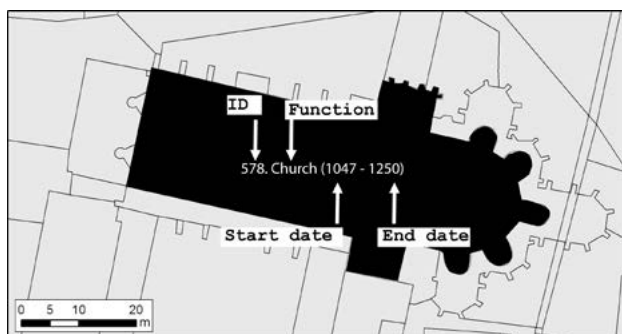 ID
Function
578. Church (1047 - 1250)
Start date
End date
0 5 10 20
m